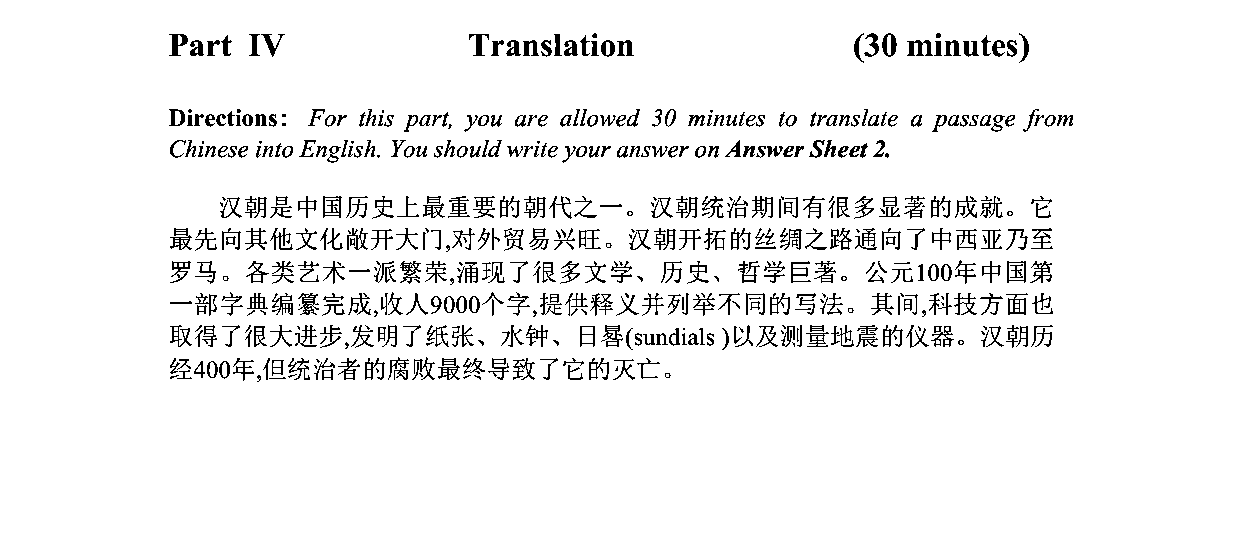 Part IV Translation (30 minutes)
Directions: For this part, you are allowed 30 minutes to translate a passage from
Chinese into English. You should write your answer on Answer Sheet 2.
汉朝是中国历史上最重要的朝代之一。汉朝统治期间有很多显著的成就。它
最先向其他文化敞开大门,对外贸易兴旺。汉朝开拓的丝绸之路通向了中西亚乃至
罗马。各类艺术一派繁荣,涌现了很多文学、历史、哲学巨著。公元100年中国第
一部字典编纂完成,收人9000个字,提供释义并列举不同的写法。其间,科技方面也
取得了很大进步,发明了纸张、水钟、日晷(sundials )以及测量地震的仪器。汉朝历
经400年,但统治者的腐败最终导致了它的灭亡。